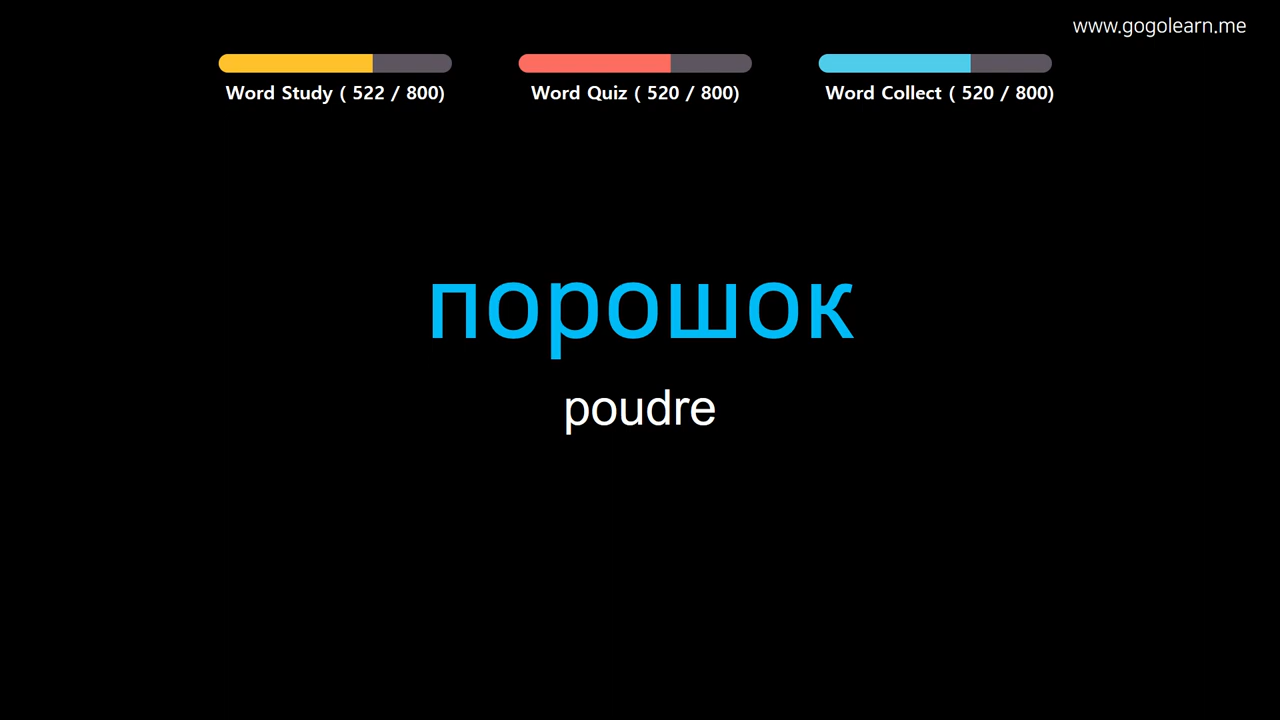 www.gogolearn.me
Word Study ( 522 / 800)
Word Quiz ( 520 / 800)
Word Collect ( 520 / 800)
порошок
poudre